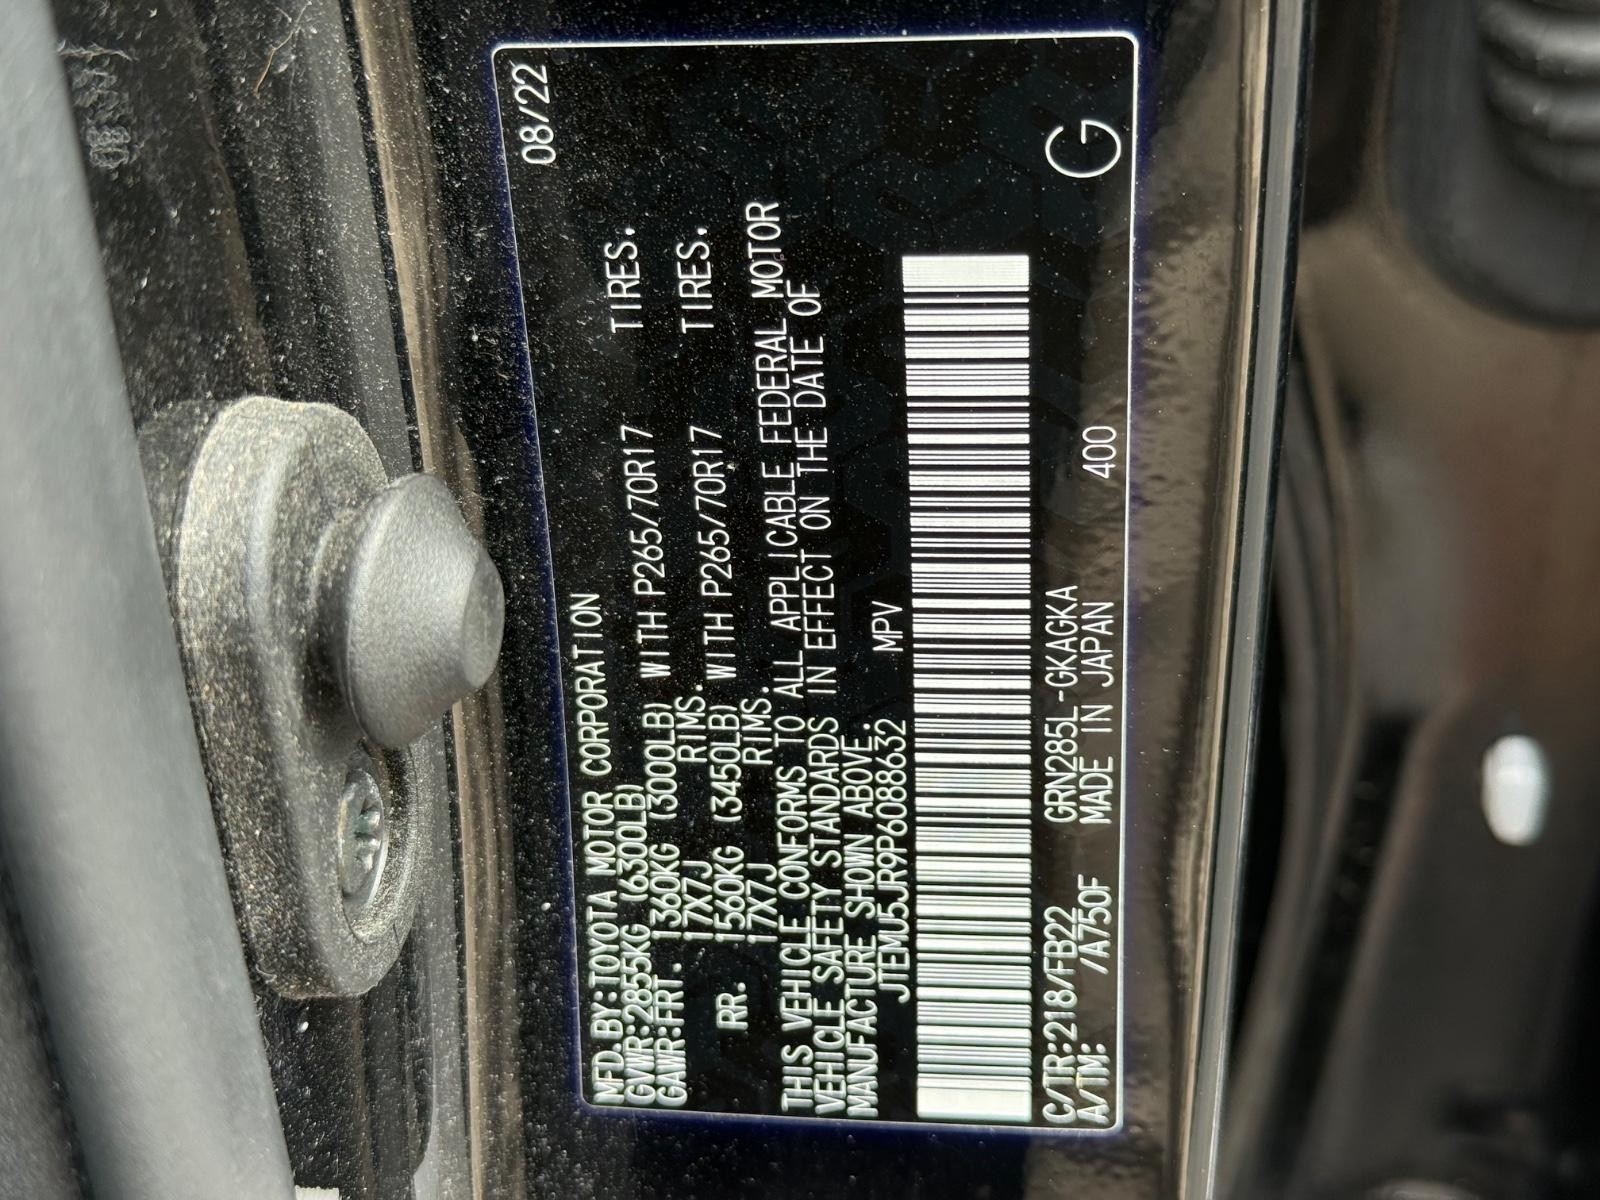 MFD.BY:TOYOTA MOTOR CORPORATION 08/22
GVWR:2855KG (6300LB)
GAWR:FRT. 1360KG (3000LB) WITH P265/70R17 TIRES.
17X7J RIMS.
RR. 1560KG (3450LB) WITH P265/70R17 TIRES.
17X7J RIMS.
THIS VEHICLE CONFORMS TO ALL APPLICABLE FEDERAL MOTOR
VEHICLE SAFETY STANDARDS IN EFFECT ON THE DATE OF
MANUFACTURE SHOWN ABOVE.
JTEMU5JR9P6088632 MPV
C/TR:218/FB22 GRN285L-GKAGKA
A/TM: /A750F MADE IN JAPAN 400 G